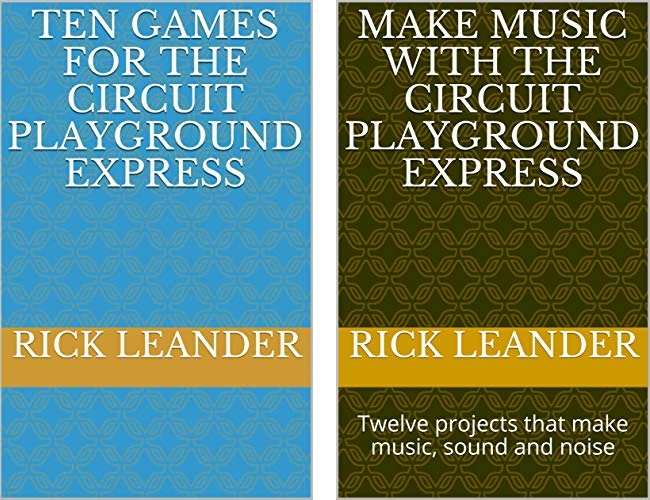 TEN GAMES
FOR THE
CIRCUIT
PLAYGROUND
EXPRESS
RICK LEANDER
MAKE MUSIC
WITH THE
CIRCUIT
PLAYGROUND
EXPRESS
RICK LEANDER
Twelve projects that make
music, sound and noise